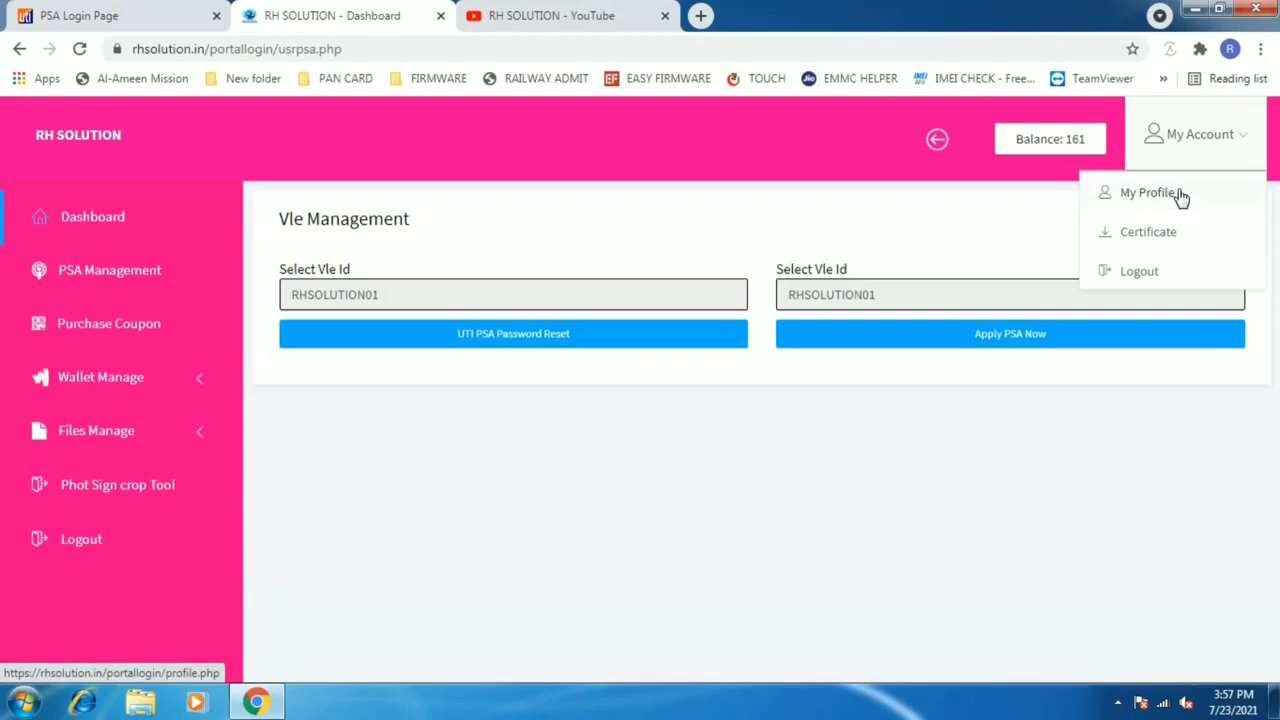 PSA Login Page
RH SOLUTION - Dashboard
RH SOLUTION - YouTube
rhsolution.in/portallogin/usrpsa.php
R
Apps
Al-Ameen Mission
New folder
PAN CARD
FIRMWARE
RAILWAY ADMIT
EF
EASY FIRMWARE
TOUCH
Jio
EMMC HELPER
IMEI CHECK - Free...
TeamViewer
»
Reading list
RH SOLUTION
Balance: 161
My Account
My Profile
Certificate
Logout
Dashboard
PSA Management
Purchase Coupon
Wallet Manage
Files Manage
Phot Sign crop Tool
Logout
Vle Management
Select Vle Id
RHSOLUTION01
UTI PSA Password Reset
Select Vle Id
RHSOLUTION01
Apply PSA Now
https://rhsolution.in/portallogin/profile.php
3:57 PM
7/23/2021